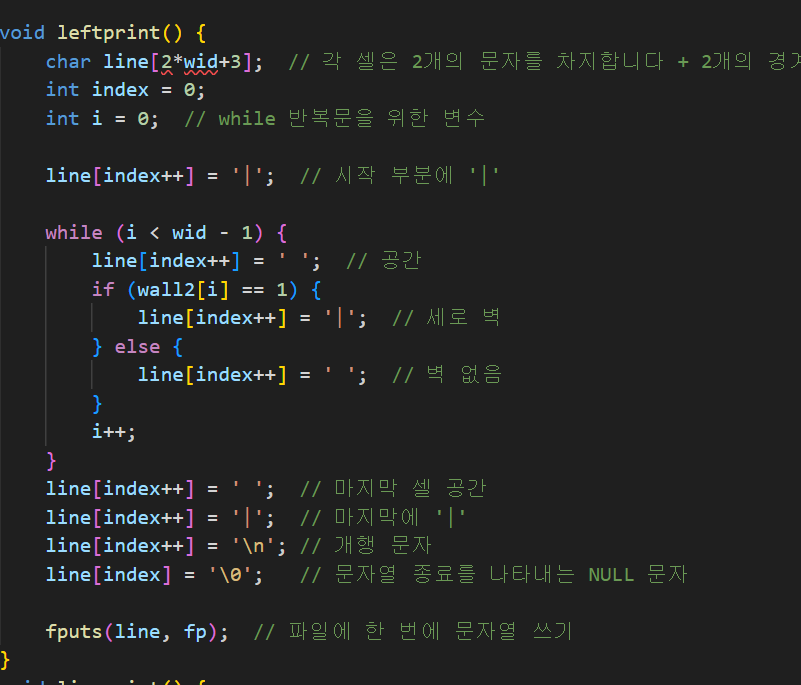 void leftprint() {
    char line[2*wid+3];  // 각 셀은 2개의 문자를 차지합니다 + 2개의
    int index = 0;
    int i = 0;  // while 반복문을 위한 변수
    line[index++] = '|';  // 시작 부분에 '|'
    while (i < wid - 1) {
        line[index++] = ' ';  // 공간
        if (wall2[i] == 1) {
            line[index++] = '|';  // 세로 벽
        } else {
            line[index++] = ' ';  // 벽 없음
        }
        i++;
    }
    line[index++] = ' ';  // 마지막 셀 공간
    line[index++] = '|';  // 마지막에 '|'
    line[index++] = '\n'; // 개행 문자
    line[index] = '\0';   // 문자열 종료를 나타내는 NULL 문자
    fputs(line, fp);  // 파일에 한 번에 문자열 쓰기
}